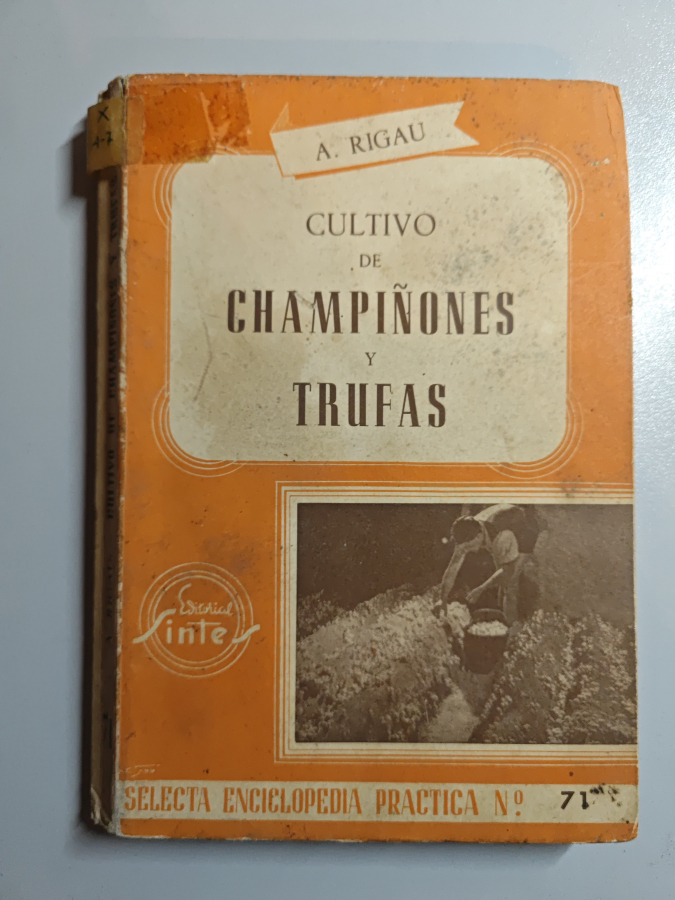 X
A. RIGAU
CULTIVO
DE
CHAMPIÑONES
Y
TRUFAS
Editorial
Sintes
SELECTA ENCICLOPEDIA PRACTICA Nº 71